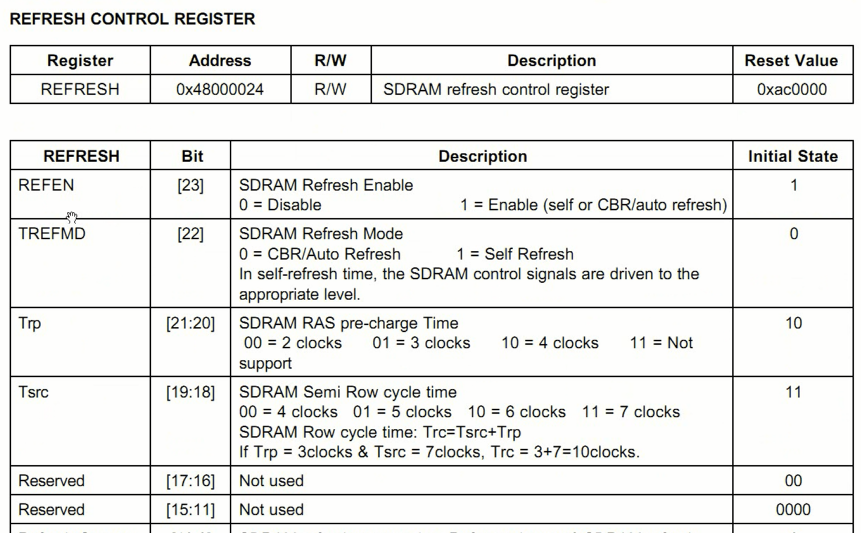 REFRESH CONTROL REGISTER
Register Address R/W Description Reset Value
REFRESH 0x48000024 R/W SDRAM refresh control register 0xac0000
REFRESH Bit Description Initial State
REFEN [23] SDRAM Refresh Enable 1
0 = Disable 1 = Enable (self or CBR/auto refresh)
TREFMD [22] SDRAM Refresh Mode 0
0 = CBR/Auto Refresh 1 = Self Refresh
In self-refresh time, the SDRAM control signals are driven to the
appropriate level.
Trp [21:20] SDRAM RAS pre-charge Time 10
00 = 2 clocks 01 = 3 clocks 10 = 4 clocks 11 = Not
support
Tsrc [19:18] SDRAM Semi Row cycle time 11
00 = 4 clocks 01 = 5 clocks 10 = 6 clocks 11 = 7 clocks
SDRAM Row cycle time: Trc=Tsrc+Trp
If Trp = 3clocks & Tsrc = 7clocks, Trc = 3+7=10clocks.
Reserved [17:16] Not used 00
Reserved [15:11] Not used 0000